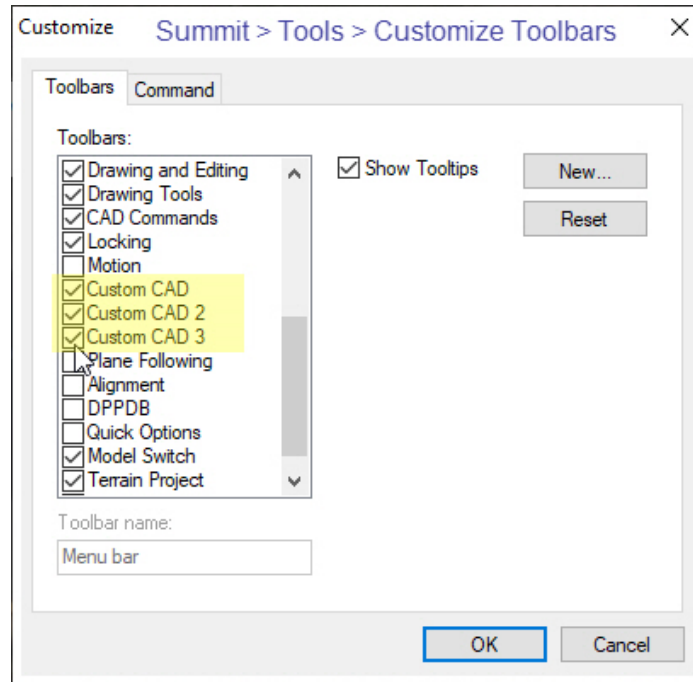 Customize Summit > Tools > Customize Toolbars
Toolbars Command
Toolbars:
Drawing and Editing
Drawing Tools
CAD Commands
Locking
Motion
Custom CAD
Custom CAD 2
Custom CAD 3
Plane Following
Alignment
DPPDB
Quick Options
Model Switch
Terrain Project
Show Tooltips
New...
Reset
Toolbar name:
Menu bar
OK Cancel